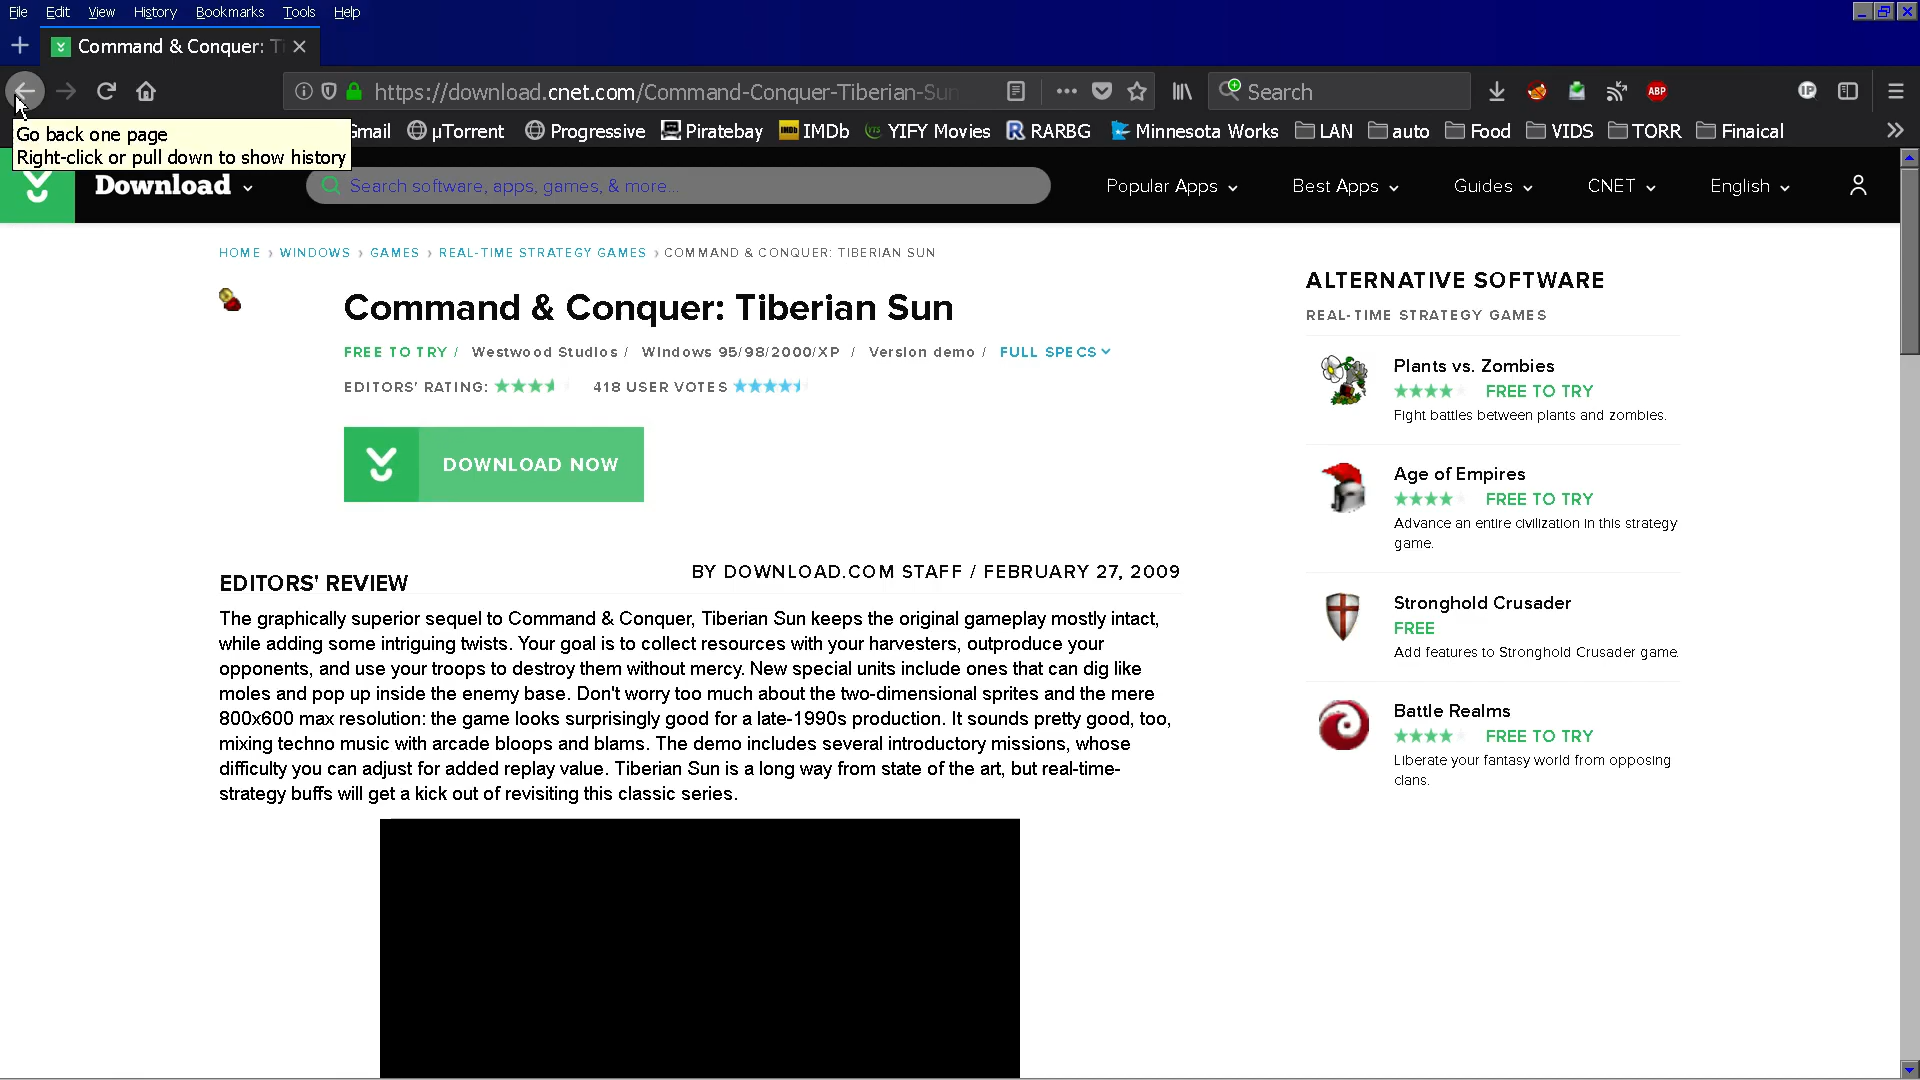 File Edit View History Bookmarks Tools Help
Command & Conquer: Ti
https://download.cnet.com/Command-Conquer-Tiberian-Sun
Search
ABP
IP
Go back one page
Right-click or pull down to show history
Gmail µTorrent Progressive Piratebay IMDb YIFY Movies RARBG Minnesota Works LAN auto Food VIDS TORR Finaical
Download
Search software, apps, games, & more...
Popular Apps Best Apps Guides CNET English
HOME › WINDOWS › GAMES › REAL-TIME STRATEGY GAMES › COMMAND & CONQUER: TIBERIAN SUN
Command & Conquer: Tiberian Sun
FREE TO TRY / Westwood Studios / Windows 95/98/2000/XP / Version demo / FULL SPECS
EDITORS' RATING: 418 USER VOTES
DOWNLOAD NOW
EDITORS' REVIEW
BY DOWNLOAD.COM STAFF / FEBRUARY 27, 2009
The graphically superior sequel to Command & Conquer, Tiberian Sun keeps the original gameplay mostly intact,
while adding some intriguing twists. Your goal is to collect resources with your harvesters, outproduce your
opponents, and use your troops to destroy them without mercy. New special units include ones that can dig like
moles and pop up inside the enemy base. Don't worry too much about the two-dimensional sprites and the mere
800x600 max resolution: the game looks surprisingly good for a late-1990s production. It sounds pretty good, too,
mixing techno music with arcade bloops and blams. The demo includes several introductory missions, whose
difficulty you can adjust for added replay value. Tiberian Sun is a long way from state of the art, but real-time-
strategy buffs will get a kick out of revisiting this classic series.
ALTERNATIVE SOFTWARE
REAL-TIME STRATEGY GAMES
Plants vs. Zombies
FREE TO TRY
Fight battles between plants and zombies.
Age of Empires
FREE TO TRY
Advance an entire civilization in this strategy
game.
Stronghold Crusader
FREE
Add features to Stronghold Crusader game.
Battle Realms
FREE TO TRY
Liberate your fantasy world from opposing
clans.